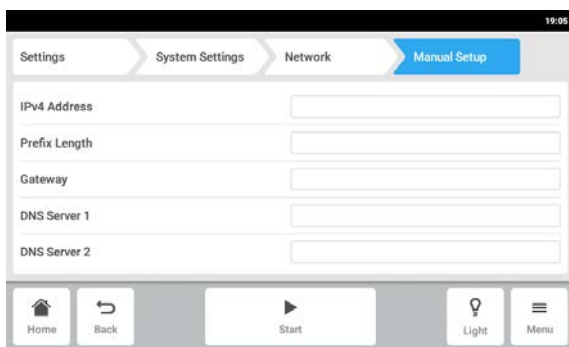 19:05
Settings System Settings Network Manual Setup
IPv4 Address
Prefix Length
Gateway
DNS Server 1
DNS Server 2
Home Back Start Light Menu